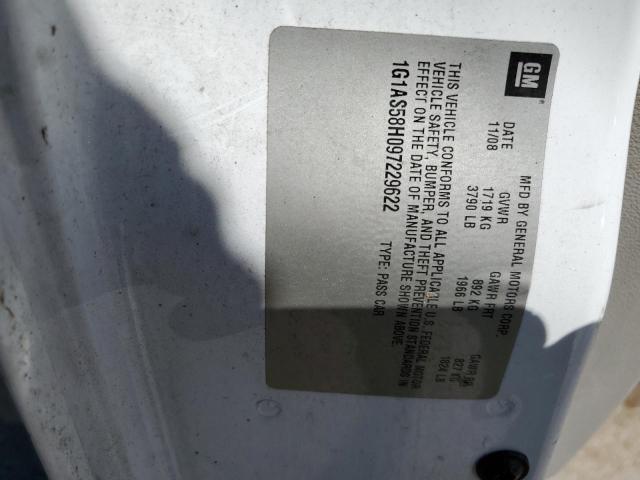 GM
MFD BY GENERAL MOTORS CORP.
DATE GVWR GAWR FRT GAWR RR
11/08 1719 KG 892 KG 827 KG
3790 LB 1966 LB 1824 LB
THIS VEHICLE CONFORMS TO ALL APPLICABLE U.S. FEDERAL MOTOR
VEHICLE SAFETY, BUMPER, AND THEFT PREVENTION STANDARDS IN
EFFECT ON THE DATE OF MANUFACTURE SHOWN ABOVE.
1G1AS58H097229622 TYPE: PASS CAR